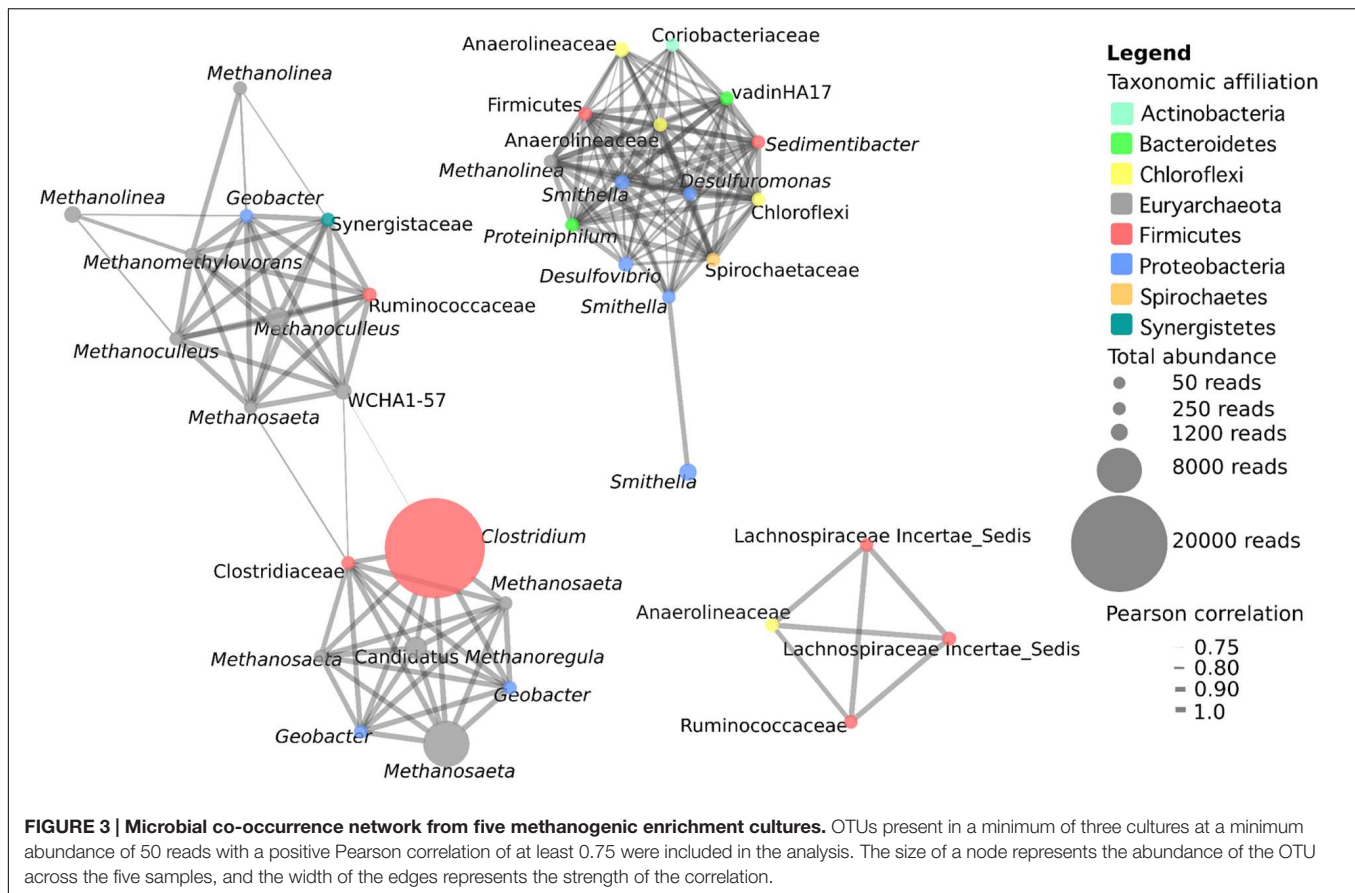 Methanolinea
Methanolinea
Geobacter
Synergistaceae
Methanomethylovorans
Ruminococcaceae
Methanoculleus
Methanoculleus
WCHA1-57
Methanosaeta
Anaerolineaceae
Coriobacteriaceae
Firmicutes
vadinHA17
Anaerolineaceae
Sedimentibacter
Methanolinea
Smithella
Desulfuromonas
Chloroflexi
Proteiniphilum
Desulfovibrio
Spirochaetaceae
Smithella
Smithella
Clostridium
Clostridiaceae
Methanosaeta
Methanosaeta
Candidatus Methanoregula
Geobacter
Geobacter
Methanosaeta
Lachnospiraceae Incertae_Sedis
Anaerolineaceae
Lachnospiraceae Incertae_Sedis
Ruminococcaceae
Legend
Taxonomic affiliation
Actinobacteria
Bacteroidetes
Chloroflexi
Euryarchaeota
Firmicutes
Proteobacteria
Spirochaetes
Synergistetes
Total abundance
50 reads
250 reads
1200 reads
8000 reads
20000 reads
Pearson correlation
0.75
0.80
0.90
1.0
FIGURE 3 | Microbial co-occurrence network from five methanogenic enrichment cultures. OTUs present in a minimum of three cultures at a minimum
abundance of 50 reads with a positive Pearson correlation of at least 0.75 were included in the analysis. The size of a node represents the abundance of the OTU
across the five samples, and the width of the edges represents the strength of the correlation.